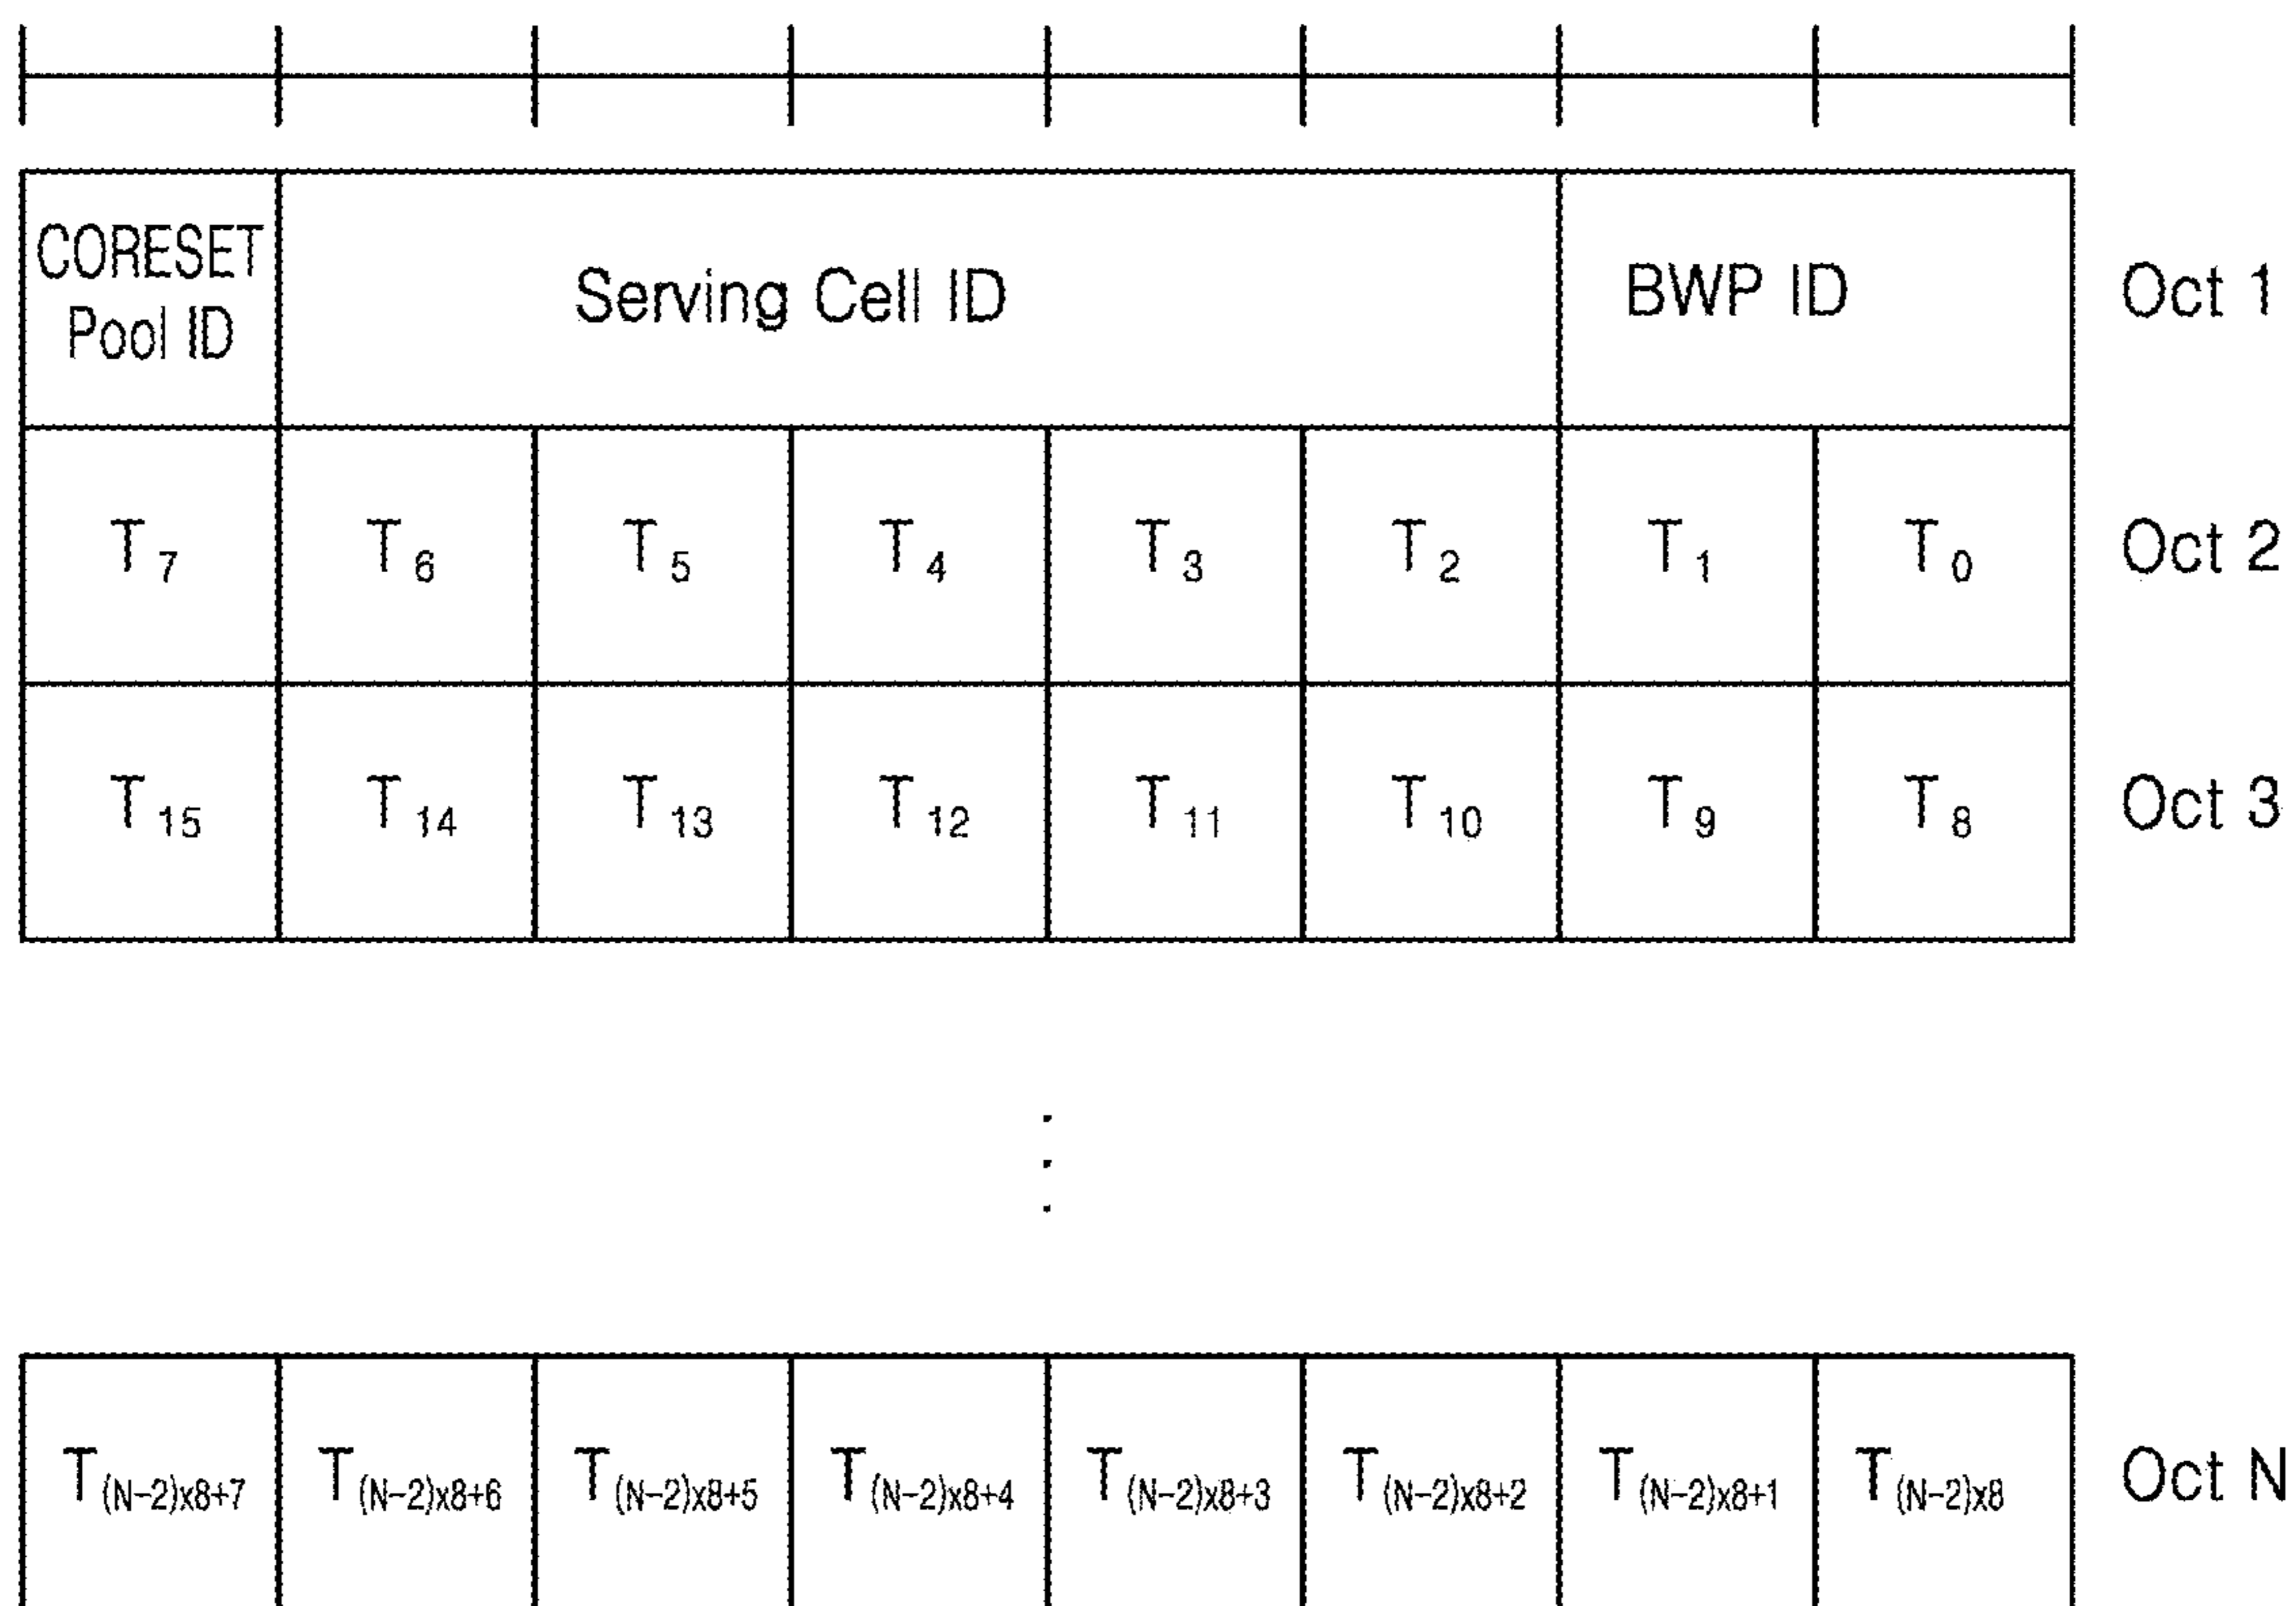 CORESET
Pool ID Serving Cell ID BWP ID Oct 1
T7 T6 T5 T4 T3 T2 T1 T0 Oct 2
T15 T14 T13 T12 T11 T10 T9 T8 Oct 3
T(N-2)x8+7 T(N-2)x8+6 T(N-2)x8+5 T(N-2)x8+4 T(N-2)x8+3 T(N-2)x8+2 T(N-2)x8+1 T(N-2)x8 Oct N